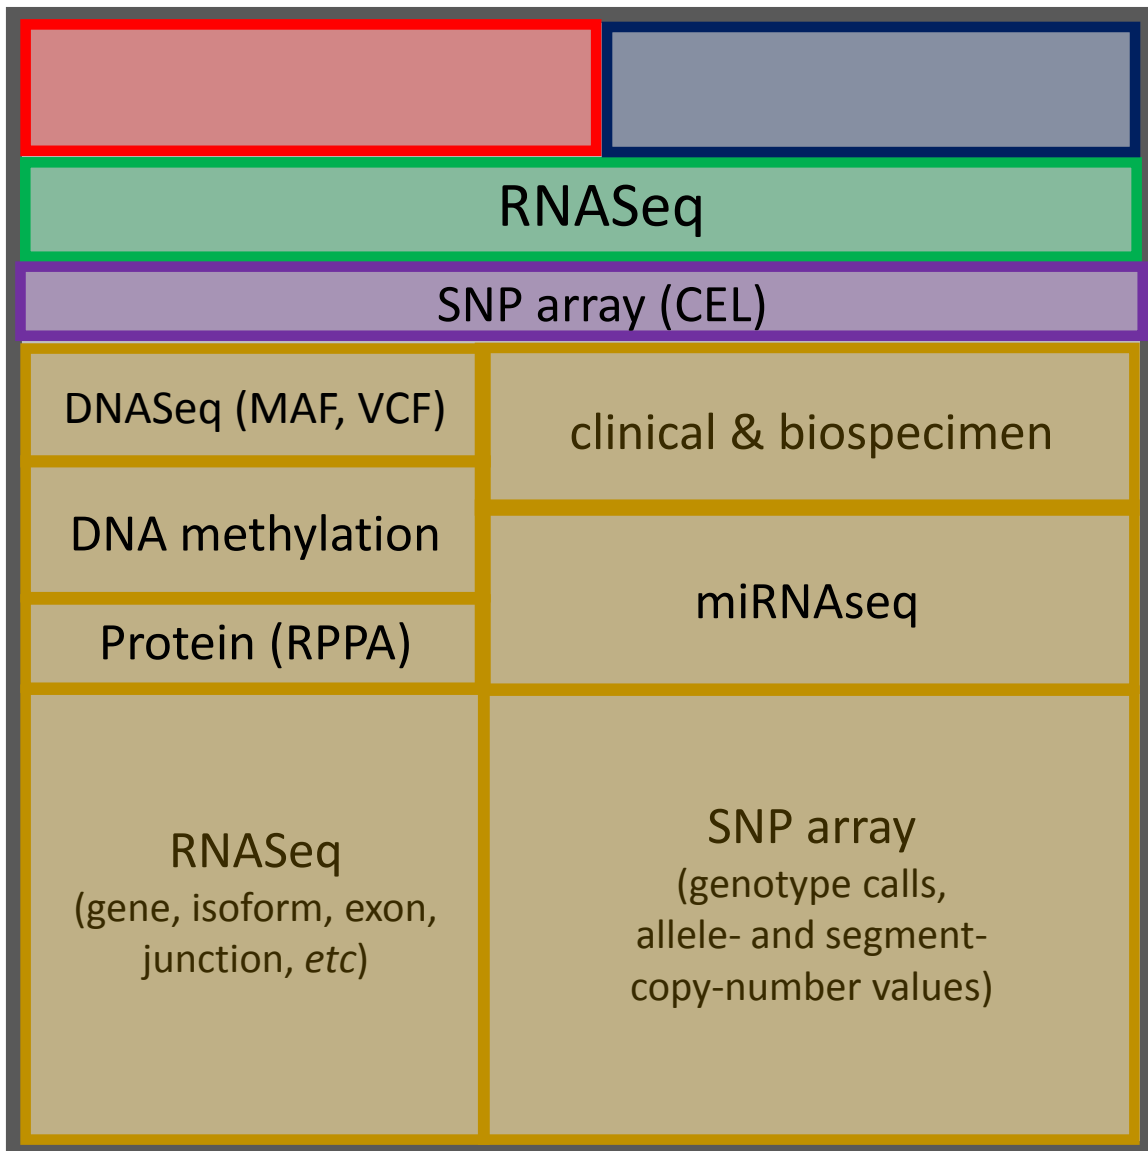 RNASeq
SNP array (CEL)
DNASeq (MAF, VCF)
DNA methylation
Protein (RPPA)
RNASeq
(gene, isoform, exon,
junction, etc)
clinical & biospecimen
miRNAseq
SNP array
(genotype calls,
allele- and segment-
copy-number values)